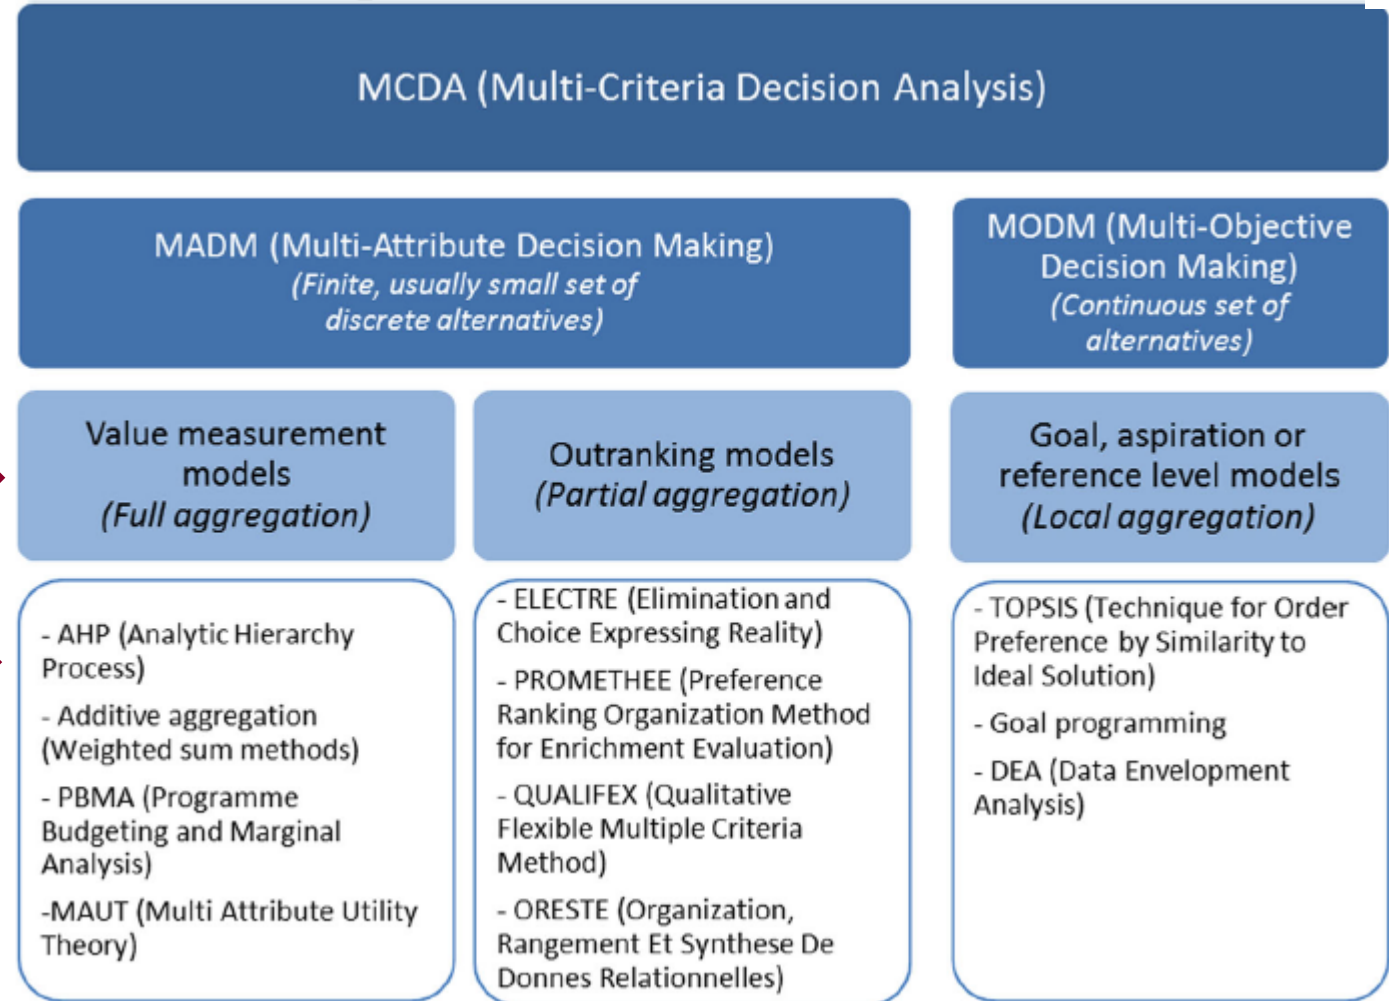 MCDA (Multi-Criteria Decision Analysis)
MADM (Multi-Attribute Decision Making)
(Finite, usually small set of
discrete alternatives)
MODM (Multi-Objective
Decision Making)
(Continuous set of
alternatives)
Value measurement
models
(Full aggregation)
Outranking models
(Partial aggregation)
Goal, aspiration or
reference level models
(Local aggregation)
- AHP (Analytic Hierarchy
Process)
- Additive aggregation
(Weighted sum methods)
- PBMA (Programme
Budgeting and Marginal
Analysis)
-MAUT (Multi Attribute Utility
Theory)
- ELECTRE (Elimination and
Choice Expressing Reality)
- PROMETHEE (Preference
Ranking Organization Method
for Enrichment Evaluation)
- QUALIFEX (Qualitative
Flexible Multiple Criteria
Method)
- ORESTE (Organization,
Rangement Et Synthese De
Donnes Relationnelles)
- TOPSIS (Technique for Order
Preference by Similarity to
Ideal Solution)
- Goal programming
- DEA (Data Envelopment
Analysis)